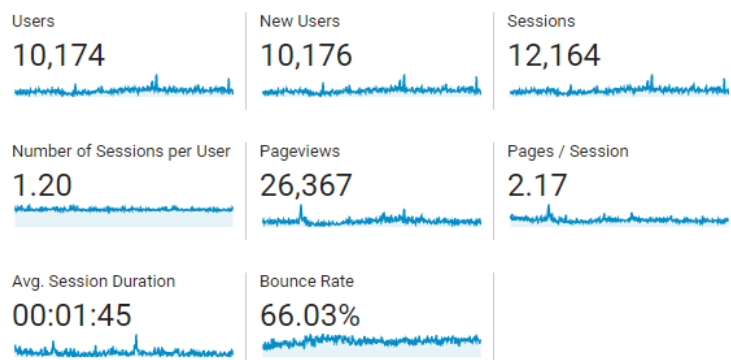 Users
10,174
New Users
10,176
Sessions
12,164
Number of Sessions per User
1.20
Pageviews
26,367
Pages / Session
2.17
Avg. Session Duration
00:01:45
Bounce Rate
66.03%